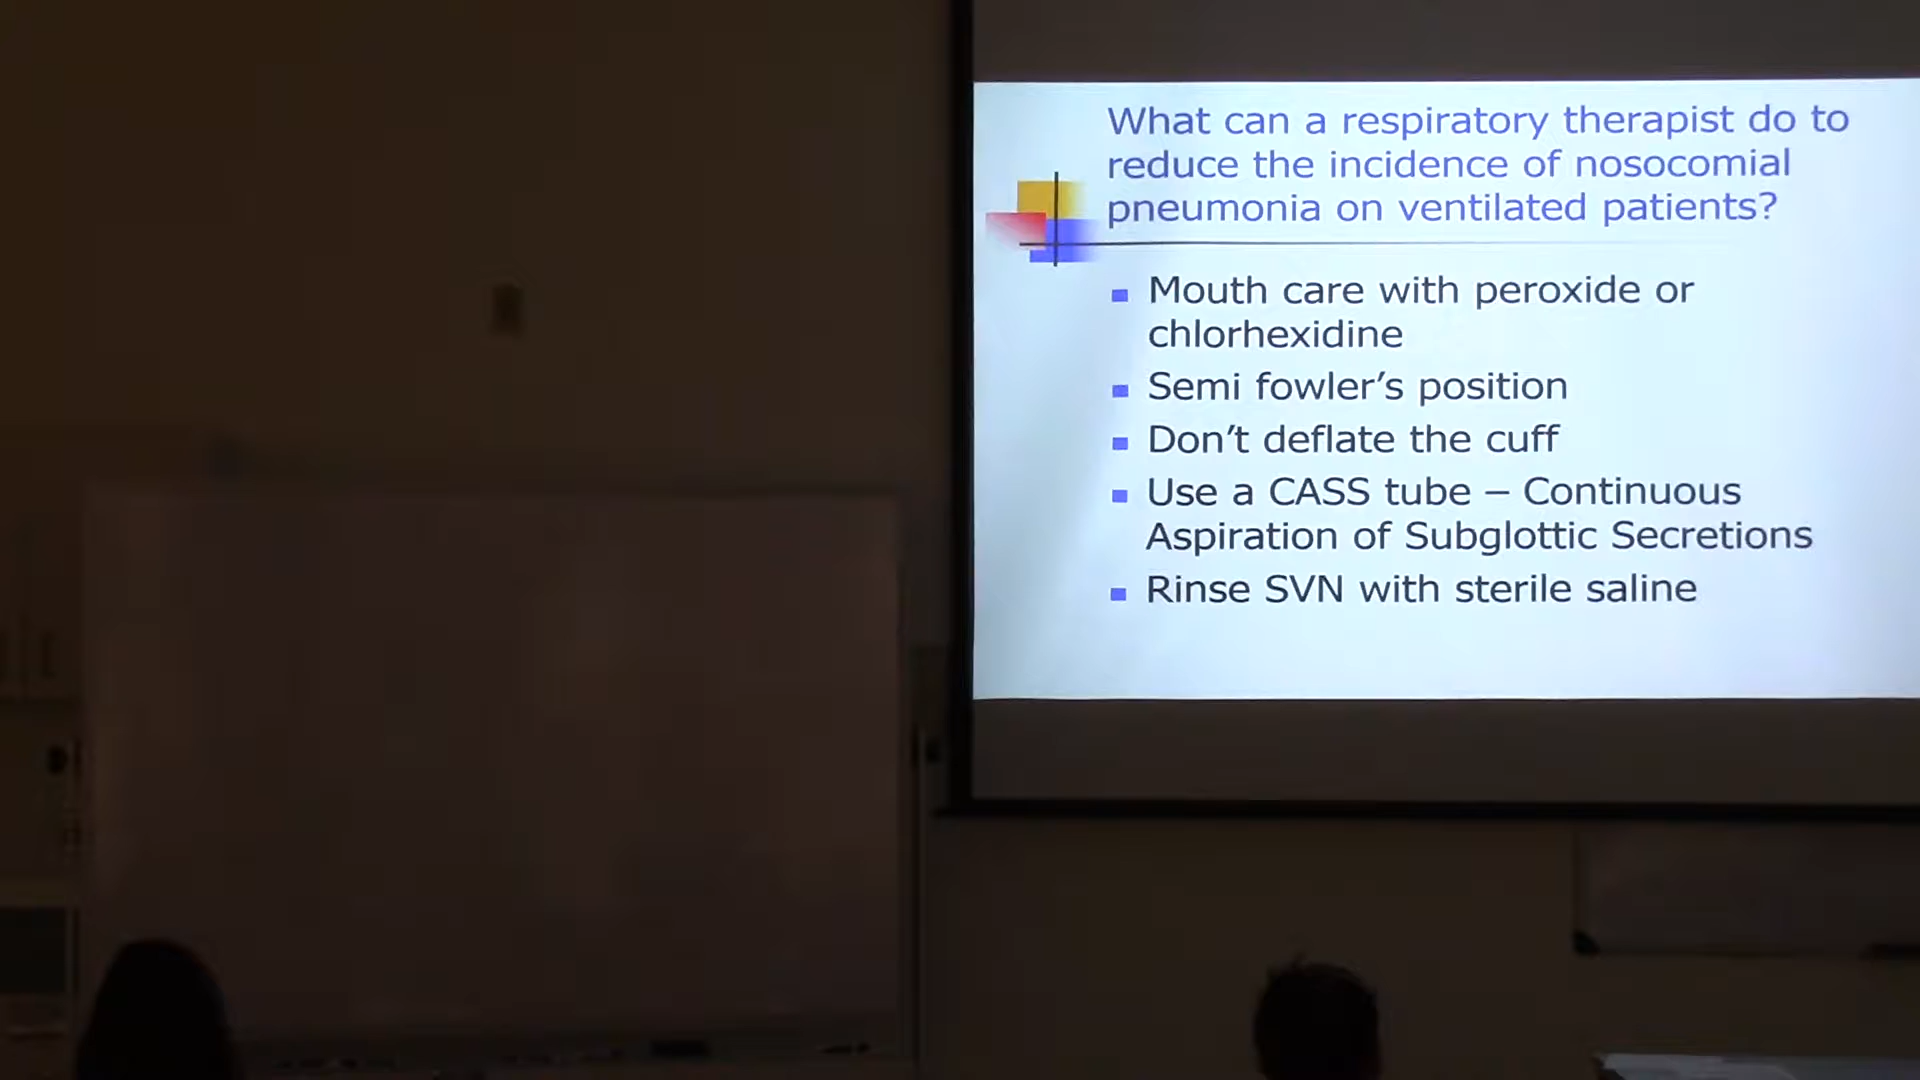 What can a respiratory therapist do to
reduce the incidence of nosocomial
pneumonia on ventilated patients?
Mouth care with peroxide or
chlorhexidine
Semi fowler's position
Don't deflate the cuff
Use a CASS tube – Continuous
Aspiration of Subglottic Secretions
Rinse SVN with sterile saline